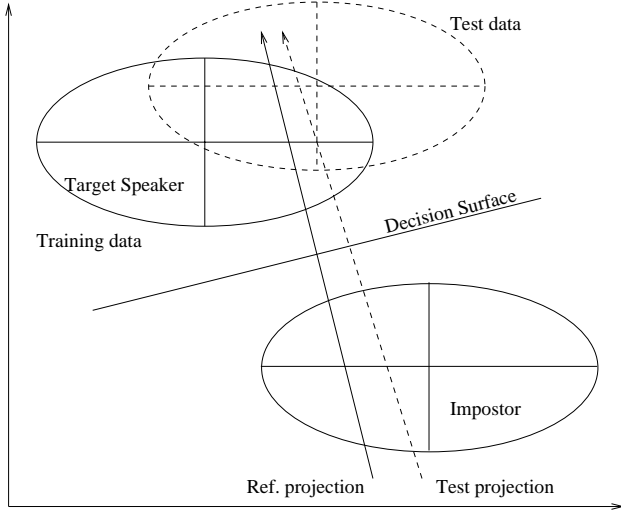 Test data
Target Speaker
Decision Surface
Training data
Impostor
Ref. projection
Test projection